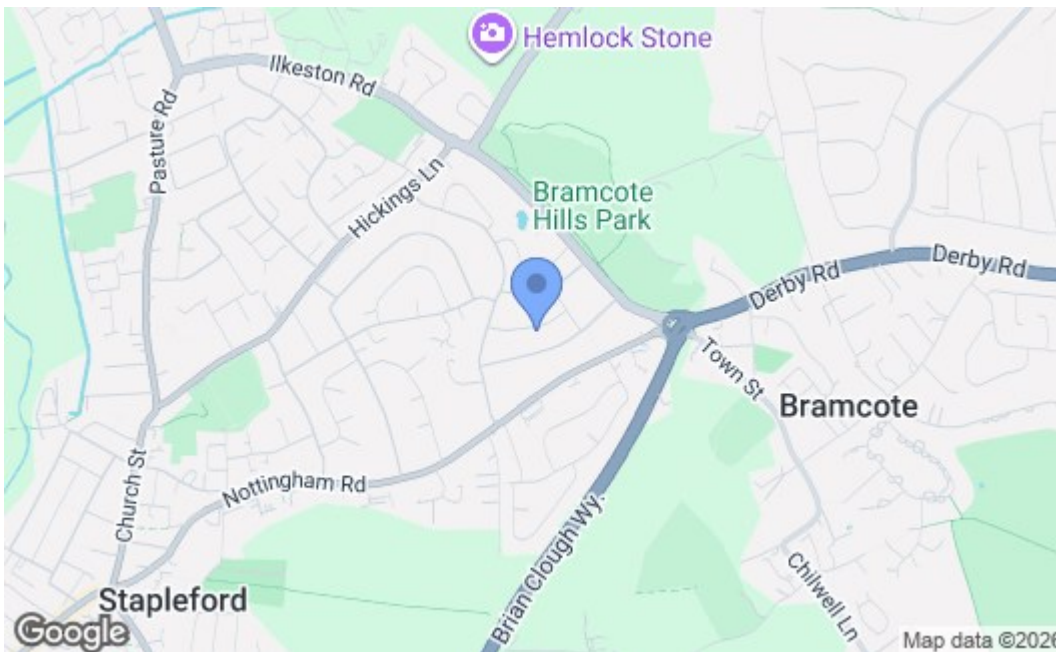 Hemlock Stone
Ilkeston Rd
Pasture Rd
Hickings Ln
Bramcote
Hills Park
Derby Rd
Derby Rd
Town St
Bramcote
Church St
Nottingham Rd
Brian Clough Wy.
Chilwell Ln
Stapleford
Google
Map data ©2026